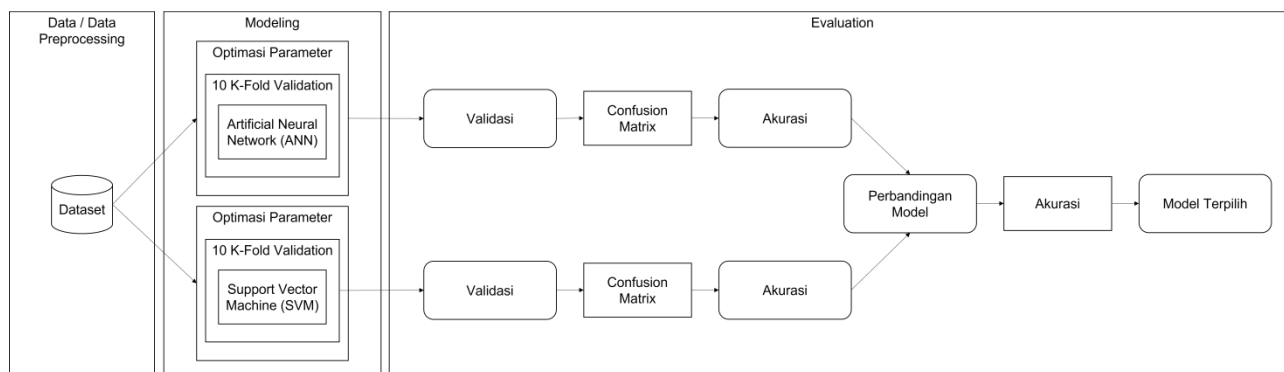 Data / Data
Preprocessing
Modeling
Evaluation
Dataset
Optimasi Parameter
10 K-Fold Validation
Artificial Neural
Network (ANN)
Validasi
Confusion
Matrix
Akurasi
Optimasi Parameter
10 K-Fold Validation
Support Vector
Machine (SVM)
Validasi
Confusion
Matrix
Akurasi
Perbandingan
Model
Akurasi
Model Terpilih